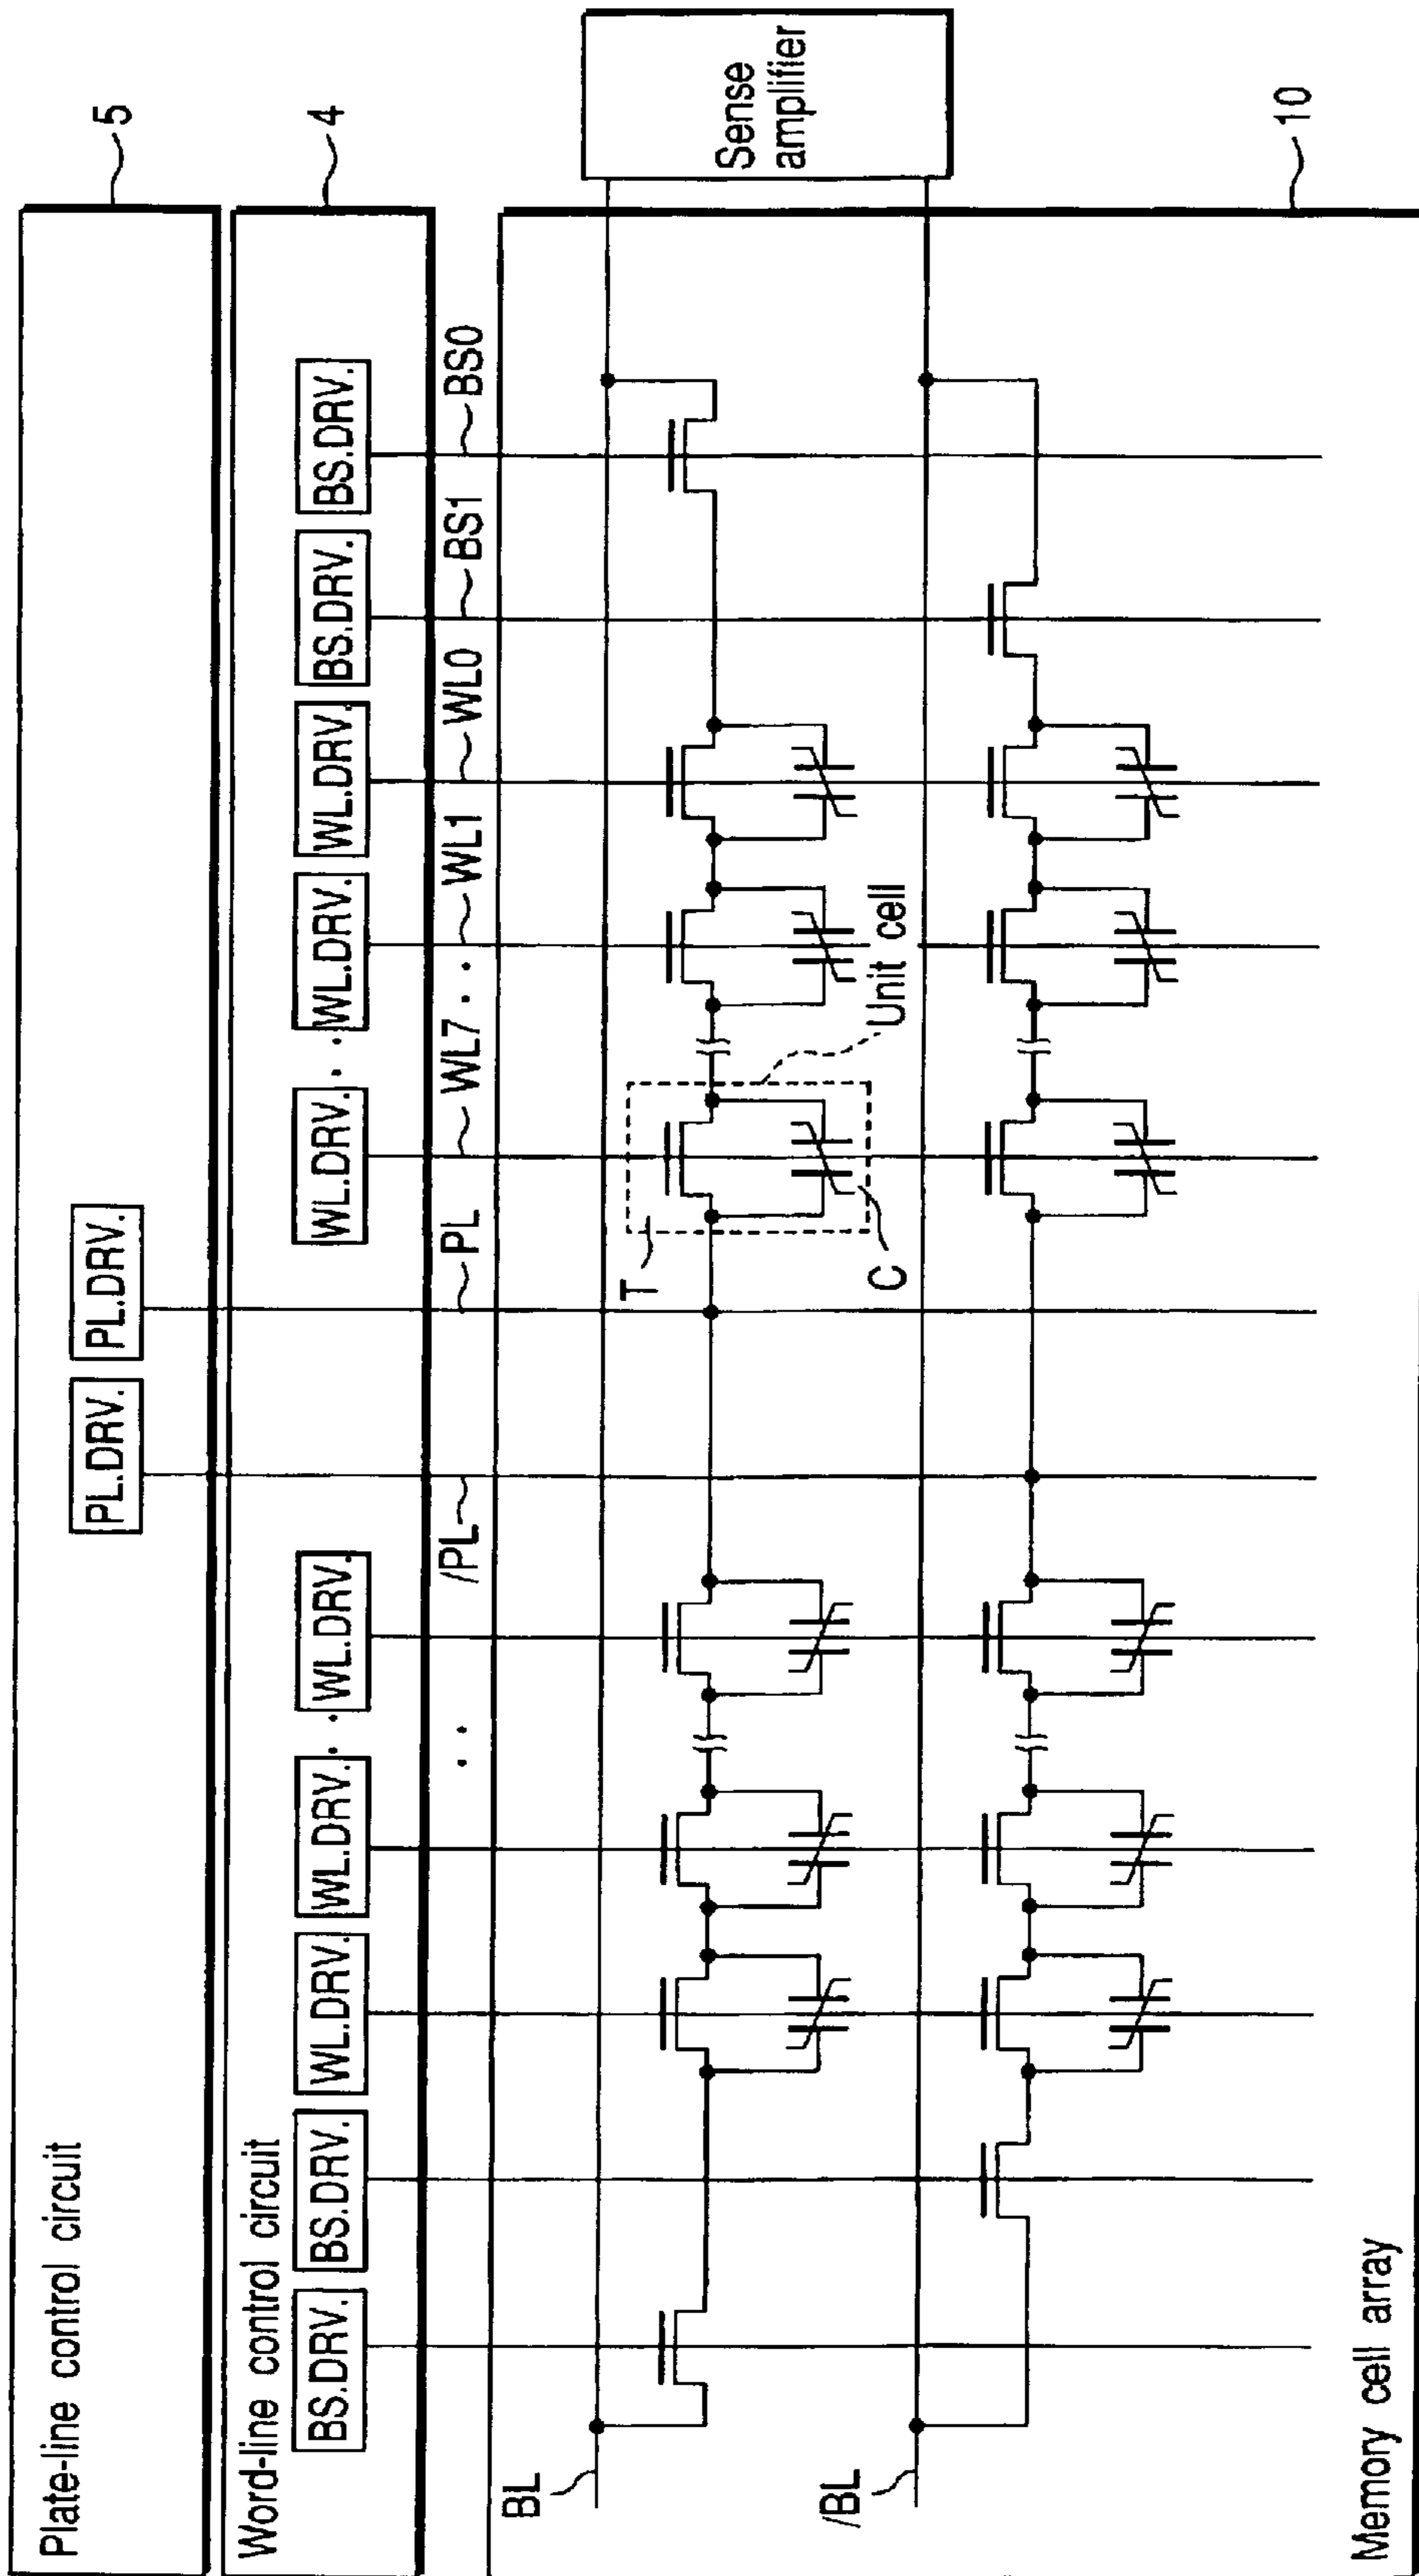 Plate-line control circuit
PL.DRV.
PL.DRV.
5
Word-line control circuit
BS.DRV.
BS.DRV.
WL.DRV.
WL.DRV.
. .
WL.DRV.
WL.DRV.
. .
WL.DRV.
WL.DRV.
BS.DRV.
BS.DRV.
4
. .
/PL
PL
WL7
. .
WL1
WL0
BS1
BS0
BL
T
C
Unit cell
/BL
Sense
amplifier
Memory cell array
10